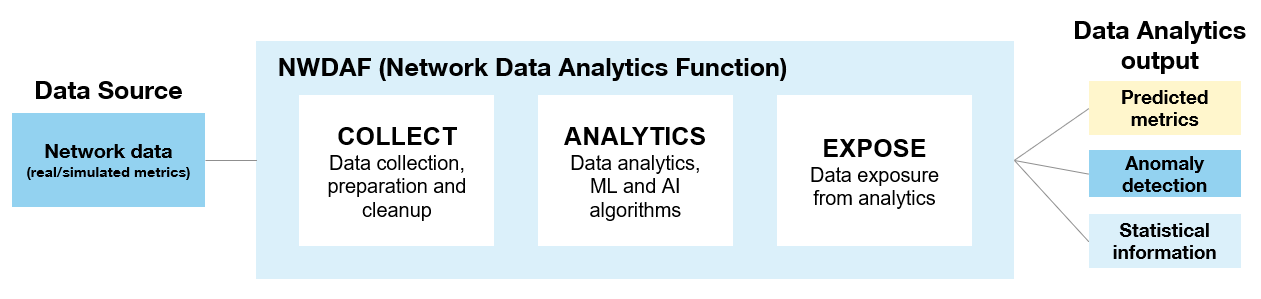 Data Source
Network data
(real/simulated metrics)
NWDAF (Network Data Analytics Function)
COLLECT
Data collection,
preparation and
cleanup
ANALYTICS
Data analytics,
ML and AI
algorithms
EXPOSE
Data exposure
from analytics
Data Analytics
output
Predicted
metrics
Anomaly
detection
Statistical
information